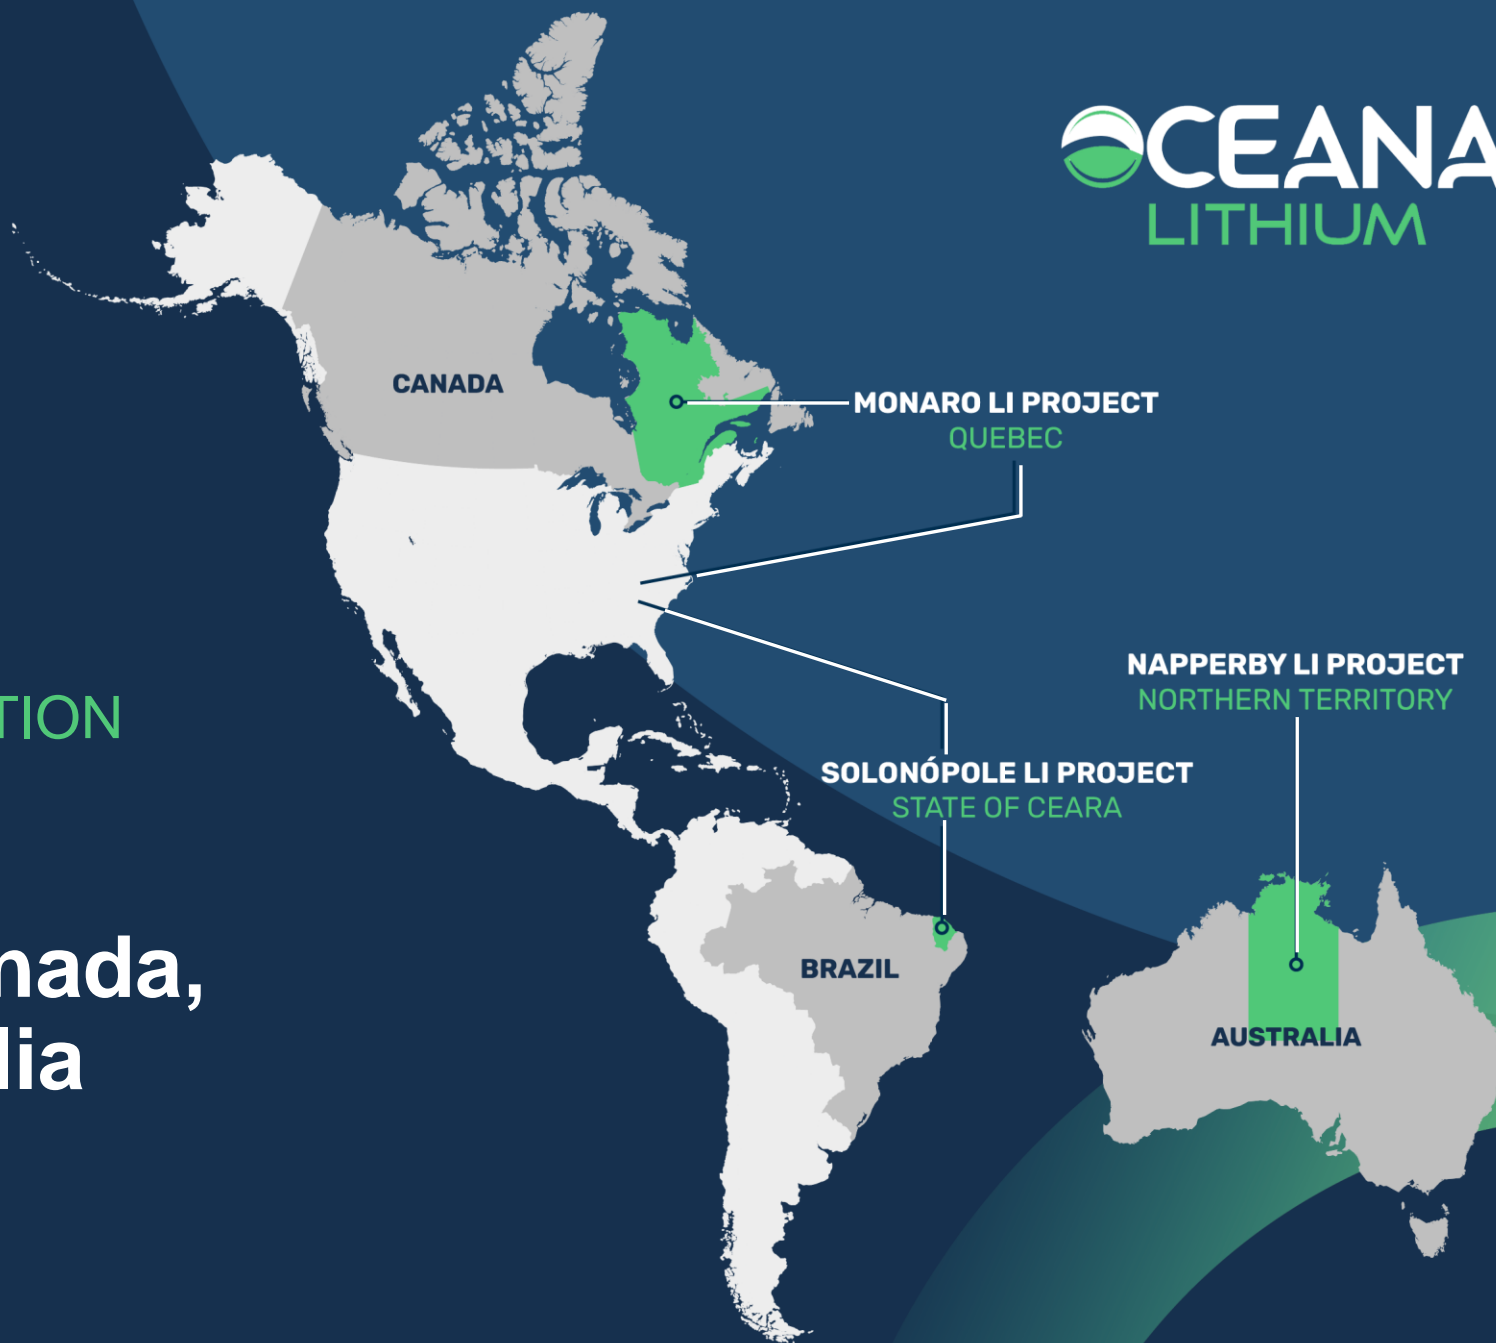 OCEANA
LITHIUM
CANADA
MONARO LI PROJECT
QUEBEC
NAPPERBY LI PROJECT
NORTHERN TERRITORY
TION
SOLONÓPOLE LI PROJECT
STATE OF CEARA
nada,
lia
BRAZIL
AUSTRALIA